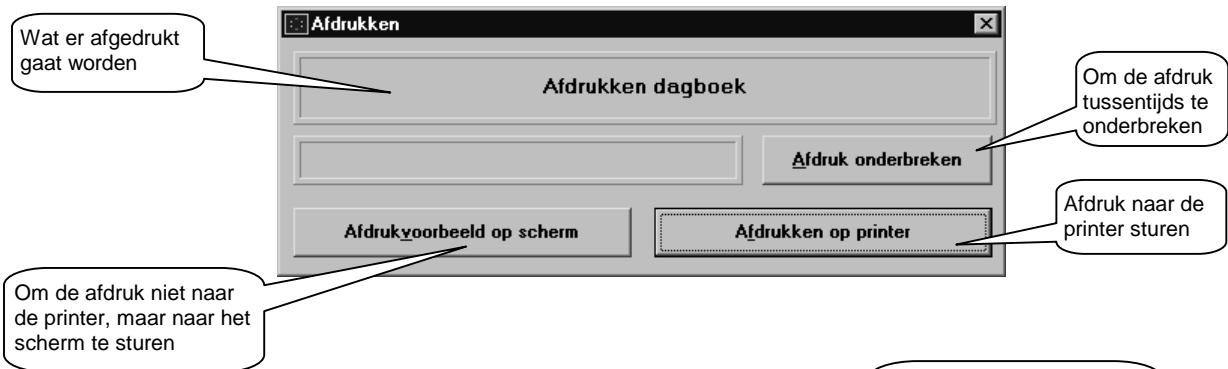 Afdrukken
Wat er afgedrukt
gaat worden
Afdrukken dagboek
Om de afdruk
tussentijds te
onderbreken
Afdruk onderbreken
Afdruk naar de
printer sturen
Afdrukvoorbeeld op scherm
Afdrukken op printer
Om de afdruk niet naar
de printer, maar naar het
scherm te sturen